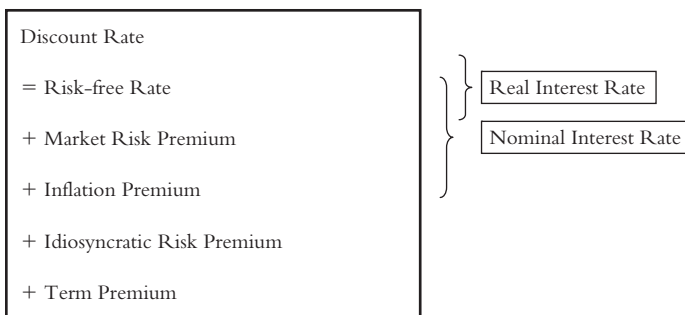 Discount Rate
= Risk-free Rate
Real Interest Rate
+ Market Risk Premium
Nominal Interest Rate
+ Inflation Premium
+ Idiosyncratic Risk Premium
+ Term Premium